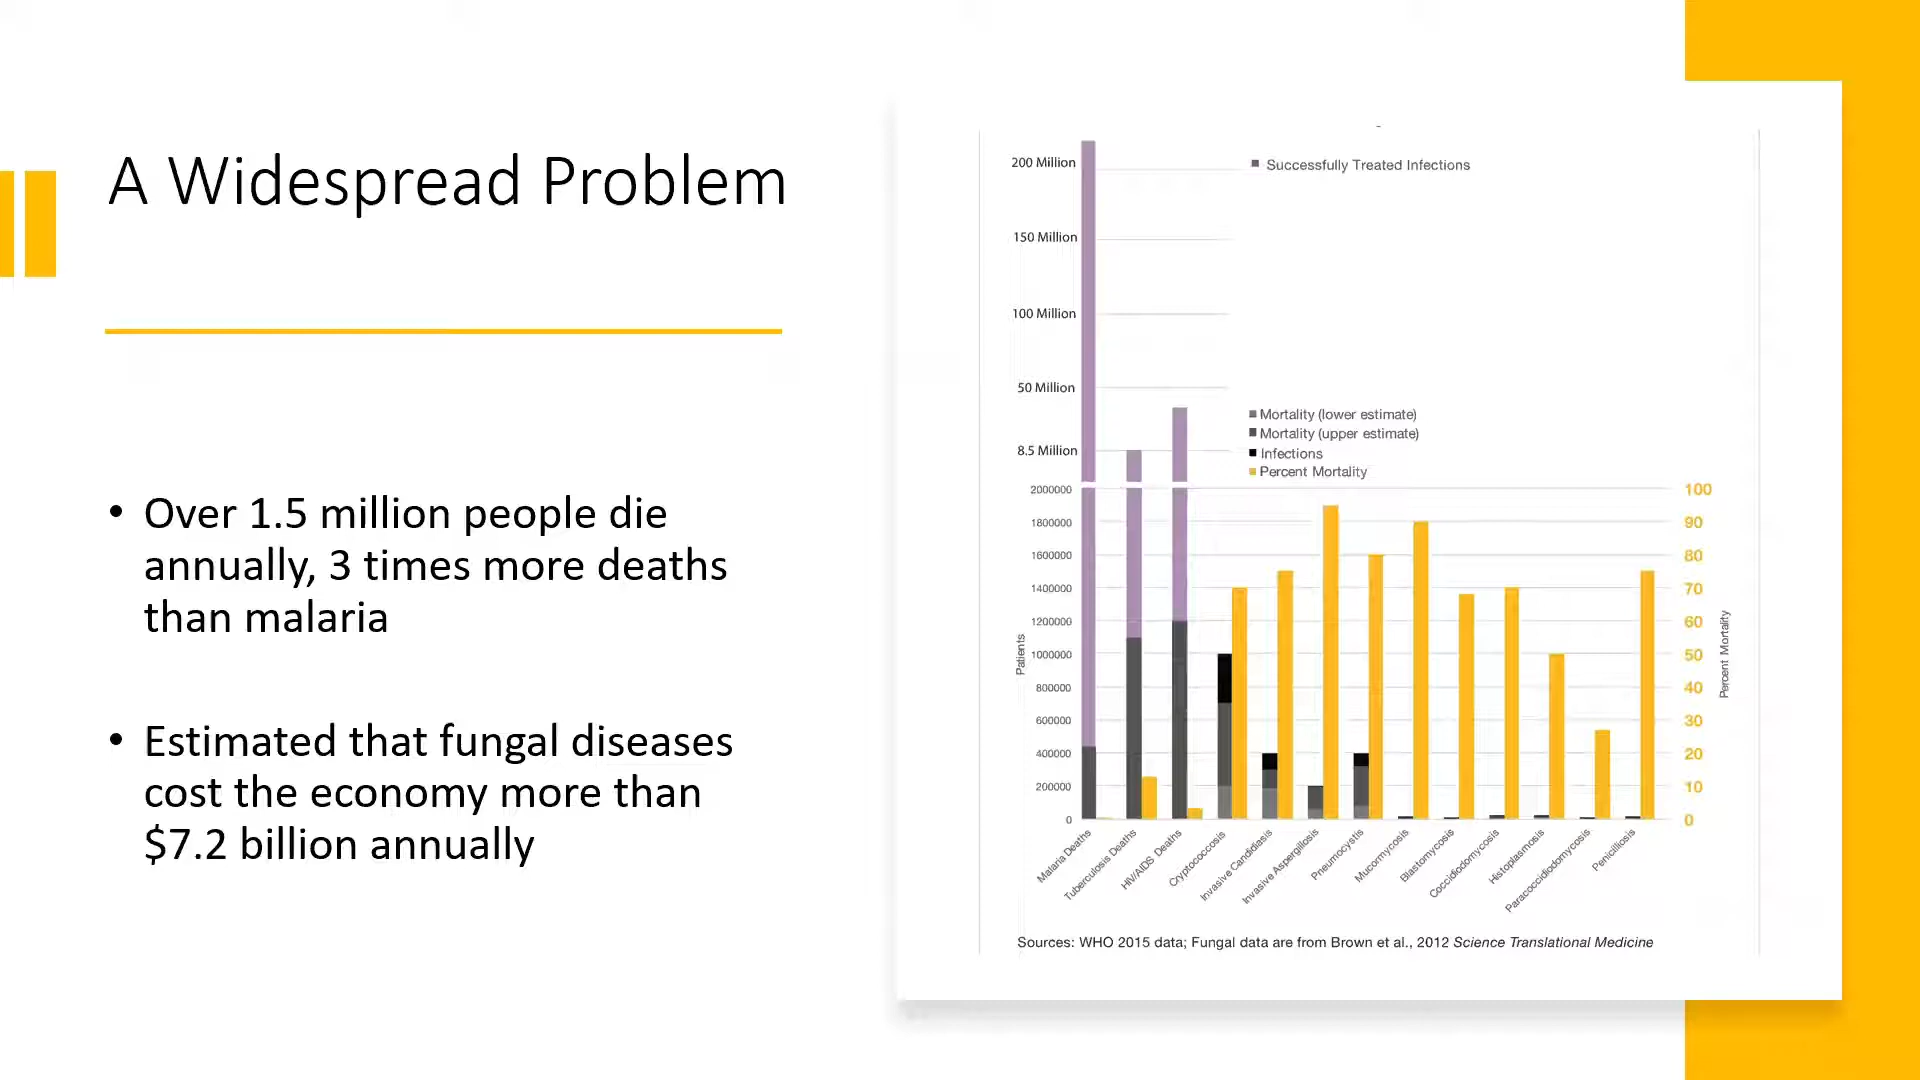 A Widespread Problem
• Over 1.5 million people die
annually, 3 times more deaths
than malaria
• Estimated that fungal diseases
cost the economy more than
$7.2 billion annually
200 Million
150 Million
100 Million
50 Million
8.5 Million
Successfully Treated Infections
Mortality (lower estimate)
Mortality (upper estimate)
Infections
Percent Mortality
2000000
1800000
1600000
1400000
1200000
1000000
800000
600000
400000
200000
0
Patients
100
90
80
70
60
50
40
30
20
10
0
Percent Mortality
Malaria Deaths
Tuberculosis Deaths
HIV/AIDS Deaths
Cryptococcosis
Invasive Candidiasis
Invasive Aspergillosis
Pneumocystis
Mucormycosis
Blastomycosis
Coccidiodomycosis
Histoplasmosis
Paracoccidiodomycosis
Penicilliosis
Sources: WHO 2015 data; Fungal data are from Brown et al., 2012 Science Translational Medicine